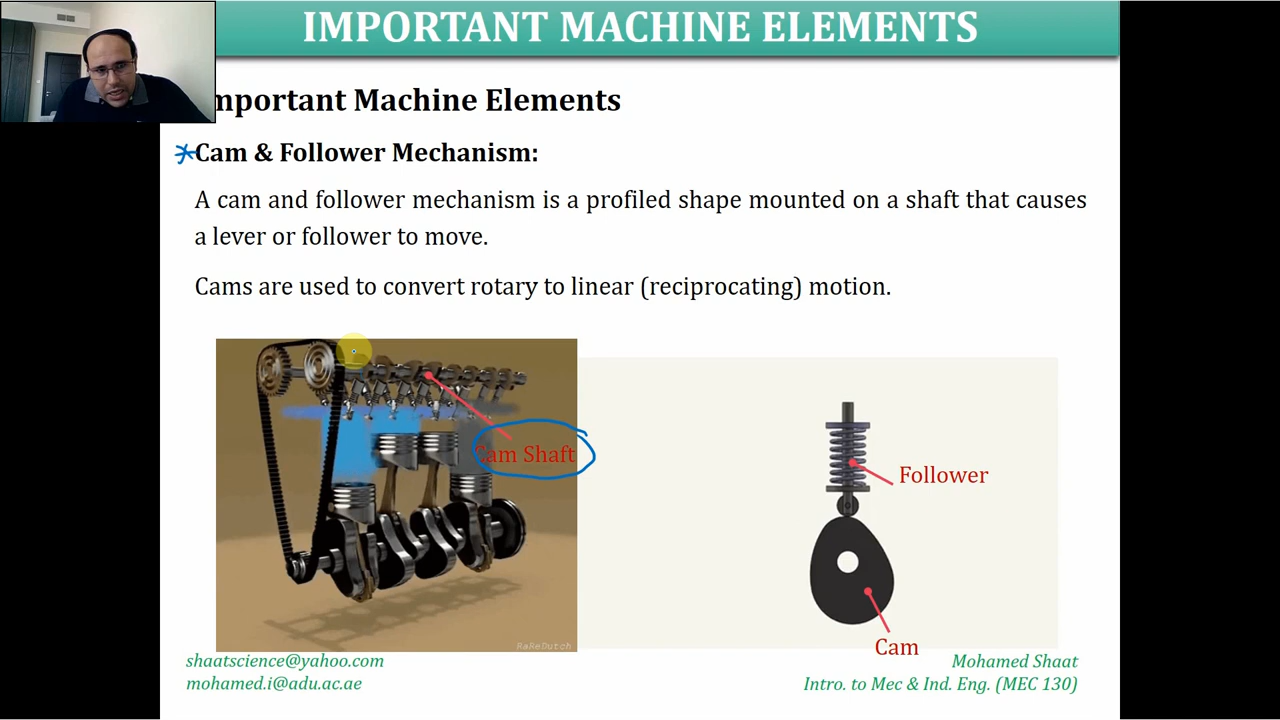 IMPORTANT MACHINE ELEMENTS
mportant Machine Elements
*Cam & Follower Mechanism:
A cam and follower mechanism is a profiled shape mounted on a shaft that causes
a lever or follower to move.
Cams are used to convert rotary to linear (reciprocating) motion.
Cam Shaft
Follower
Cam
RaReDutch
shaatscience@yahoo.com
mohamed.i@adu.ac.ae
Mohamed Shaat
Intro. to Mec & Ind. Eng. (MEC 130)